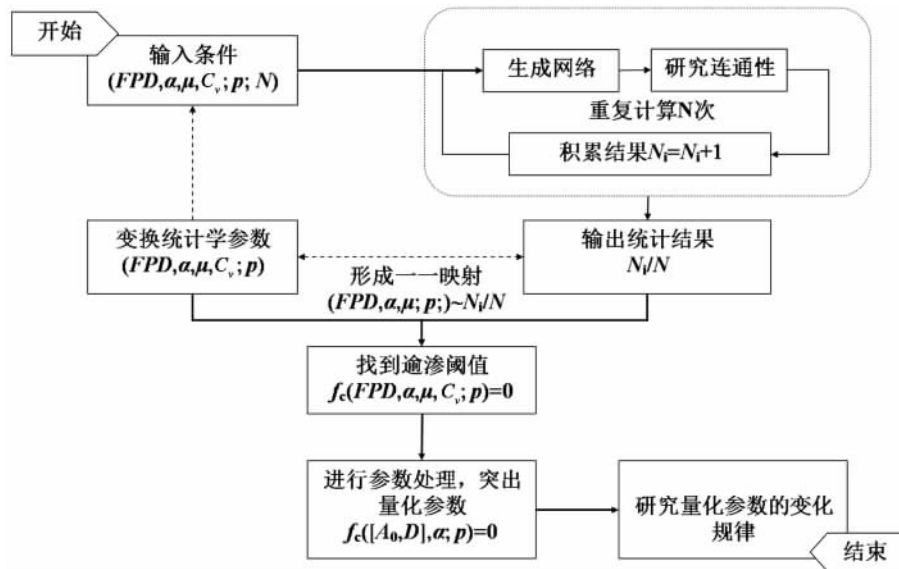 开始
输入条件
(FPD,α,μ,Cv; p; N)
生成网络
研究连通性
重复计算N次
积累结果Ni=Ni+1
变换统计学参数
(FPD,α,μ,Cv; p)
输出统计结果
Ni/N
形成一一映射
(FPD,α,μ; p;)~Ni/N
找到逾渗阈值
fc(FPD,α,μ,Cv; p)=0
进行参数处理，突出
量化参数
fc([A0,D],α; p)=0
研究量化参数的变化
规律
结束